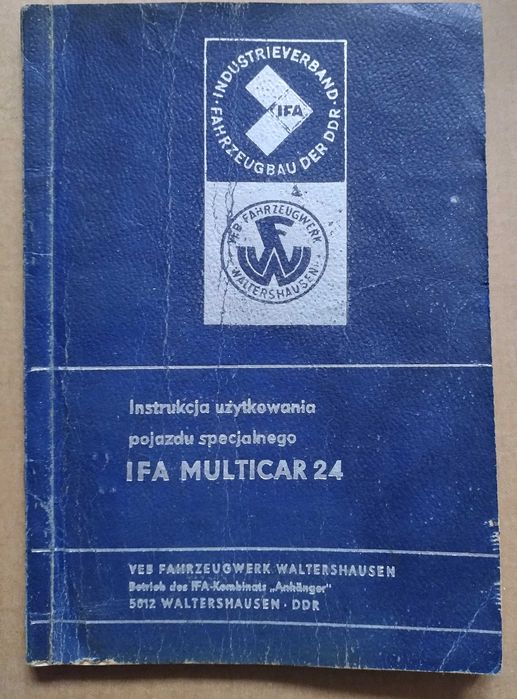 · INDUSTRIEVERBAND ·
FAHRZEUGBAU DER DDR
IFA
VEB FAHRZEUGWERK
WALTERSHAUSEN
FW
Instrukcja użytkowania
pojazdu specjalnego
IFA MULTICAR 24
VEB FAHRZEUGWERK WALTERSHAUSEN
Betrieb des IFA-Kombinats „Anhänger"
5812 WALTERSHAUSEN · DDR